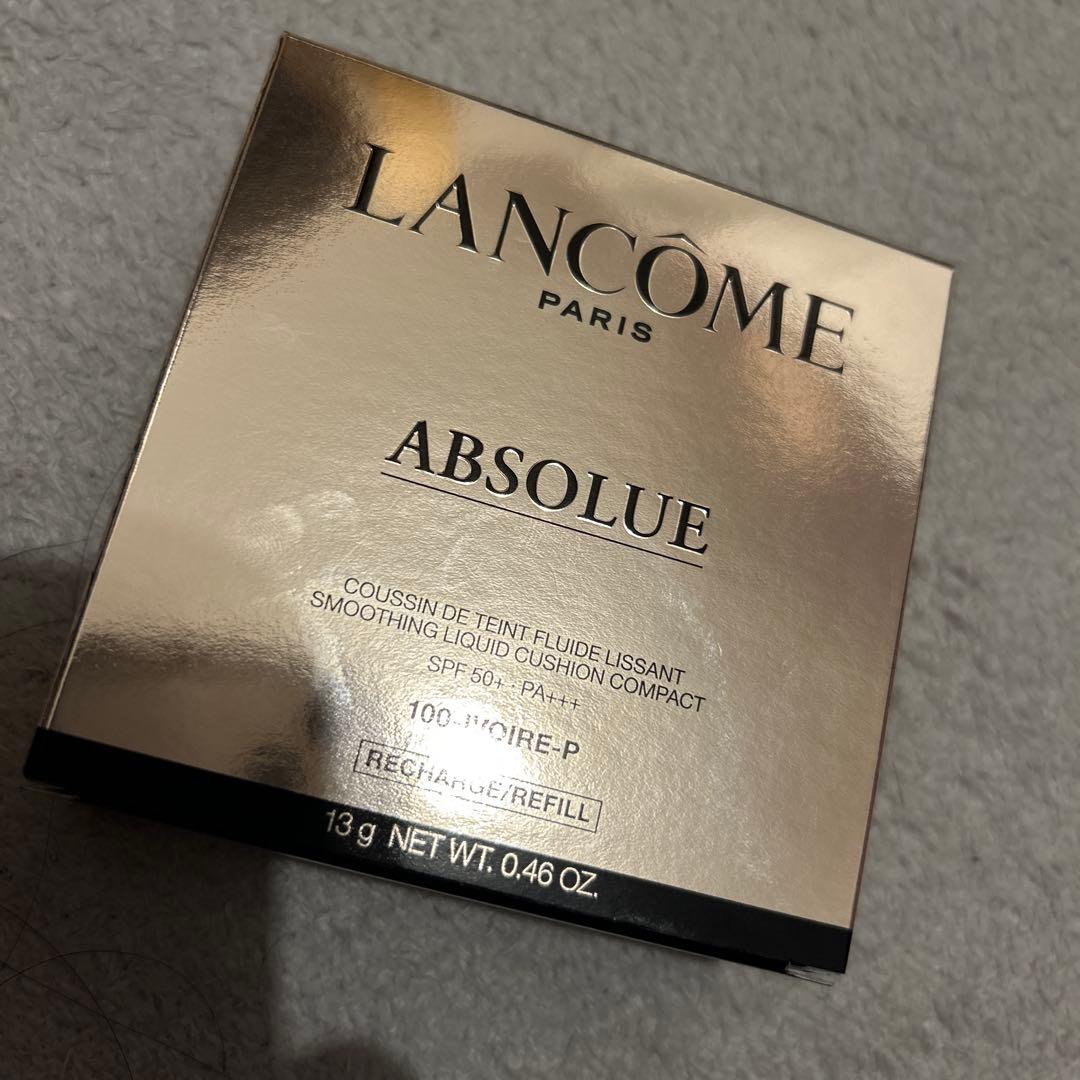 LANCÔME
PARIS
ABSOLUE
COUSSIN DE TEINT FLUIDE LISSANT
SMOOTHING LIQUID CUSHION COMPACT
SPF 50+ · PA+++
100-IVOIRE-P
RECHARGE/REFILL
13 g NET WT. 0.46 OZ.